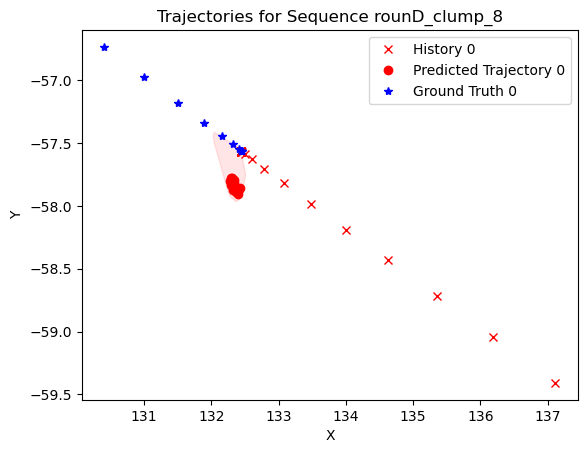 Trajectories for Sequence rounD_clump_8
History 0
Predicted Trajectory 0
Ground Truth 0
Y
−57.0
−57.5
−58.0
−58.5
−59.0
−59.5
131 132 133 134 135 136 137
X